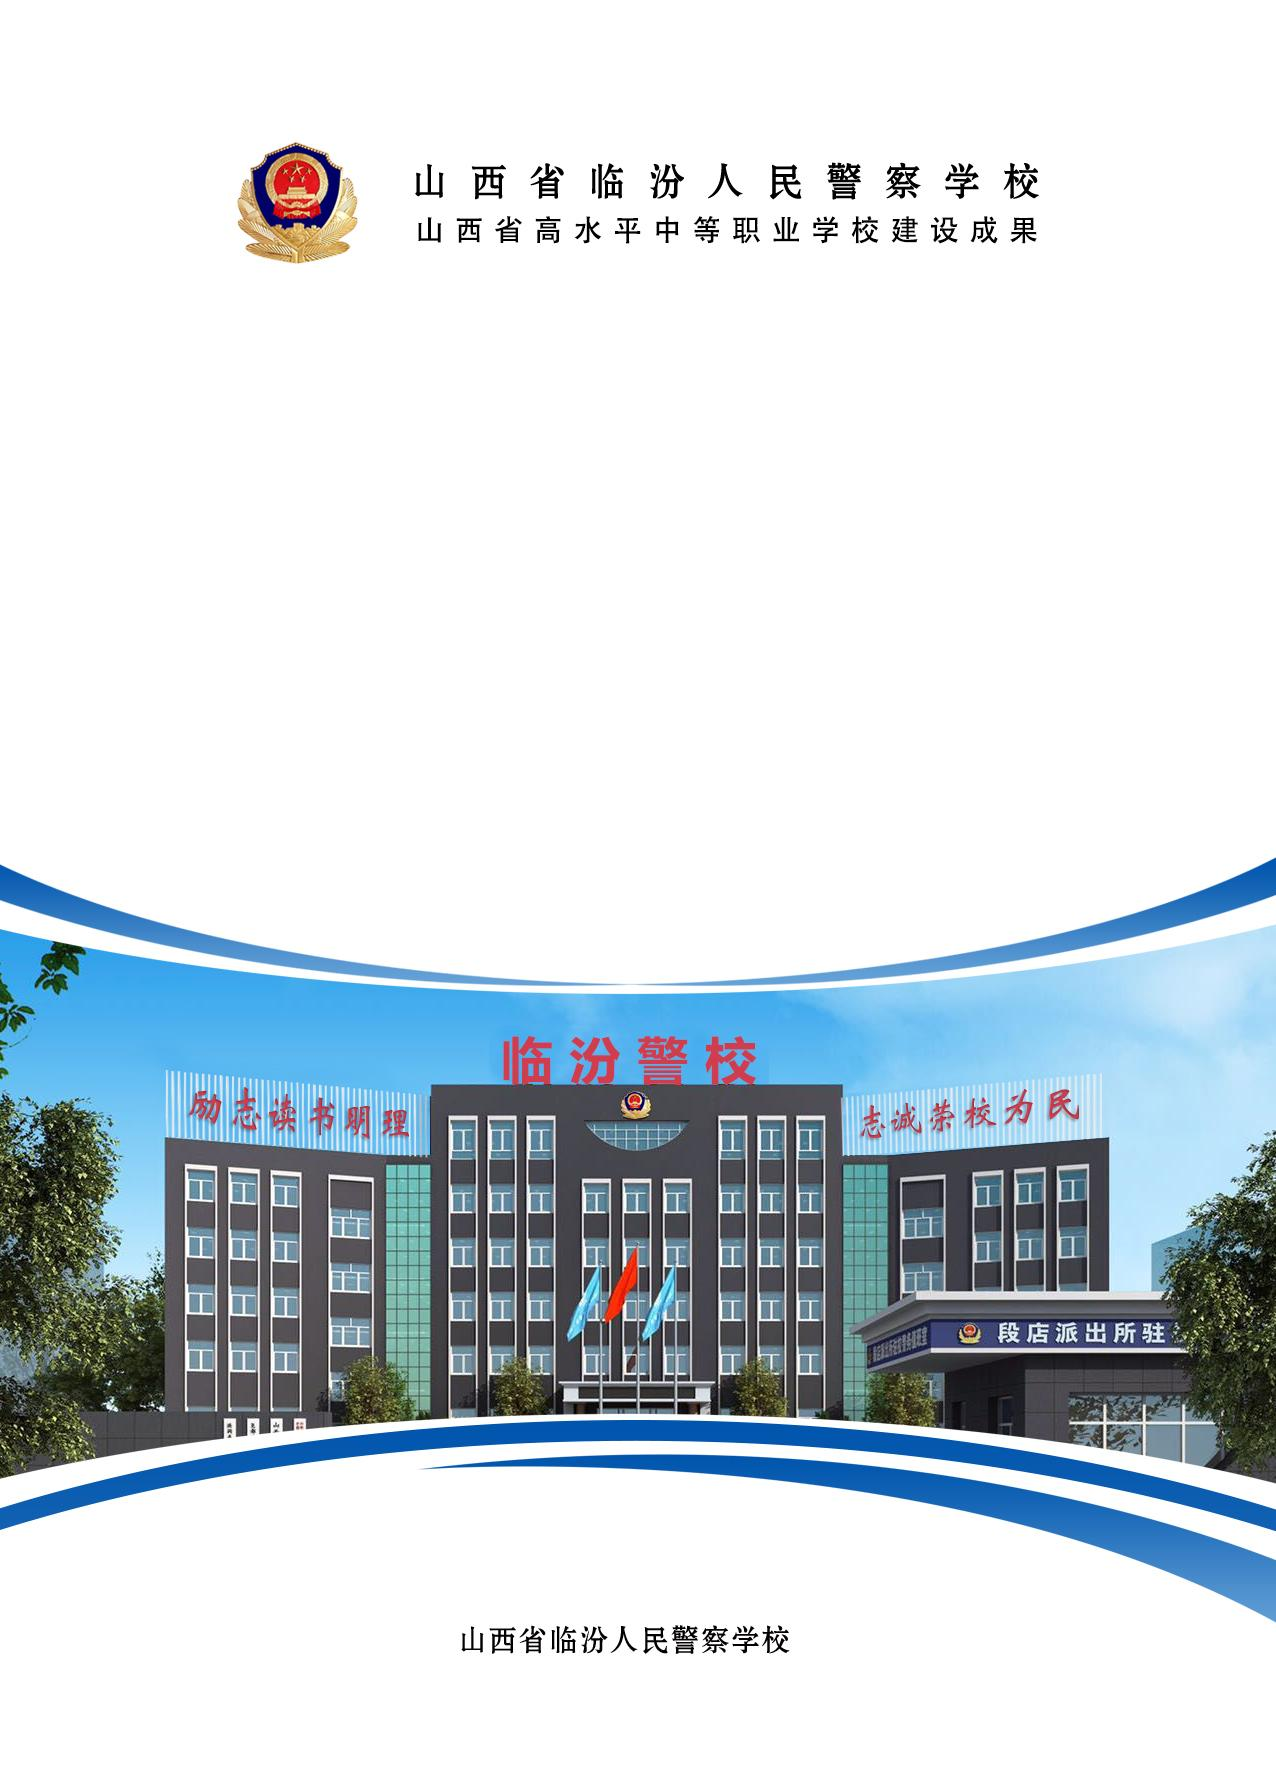 山西省临汾人民警察学校
山西省高水平中等职业学校建设成果
临汾警校
励志读书明理
志诚荣校为民
段店派出所驻
山西省临汾人民警察学校